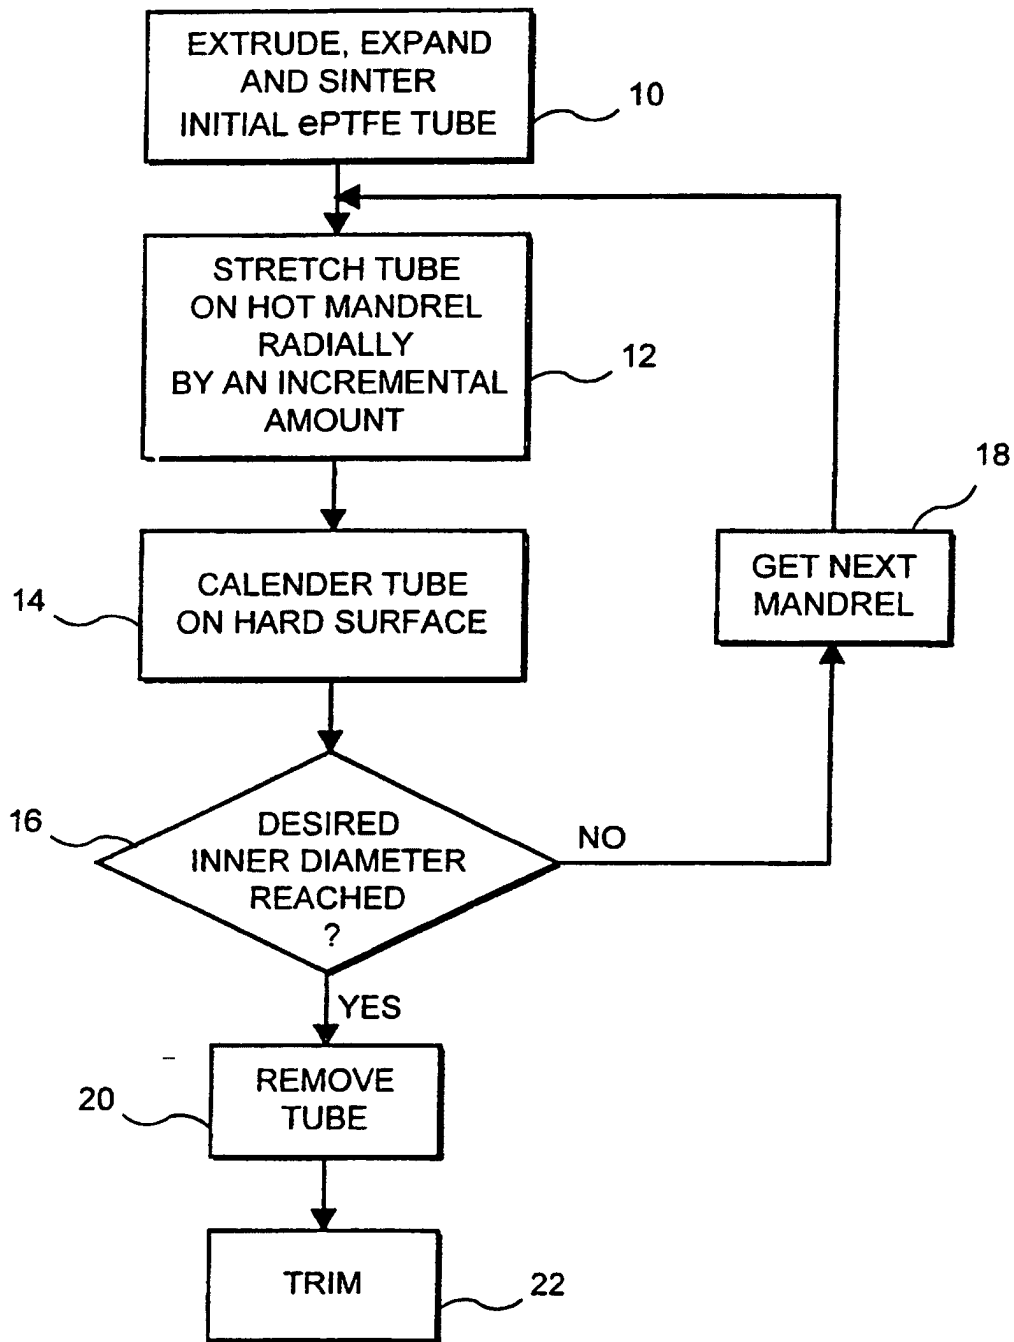 EXTRUDE, EXPAND
AND SINTER
INITIAL ePTFE TUBE
10
STRETCH TUBE
ON HOT MANDREL
RADIALLY
BY AN INCREMENTAL
AMOUNT
12
18
GET NEXT
MANDREL
14
CALENDER TUBE
ON HARD SURFACE
16
DESIRED
INNER DIAMETER
REACHED
?
NO
YES
20
REMOVE
TUBE
TRIM
22